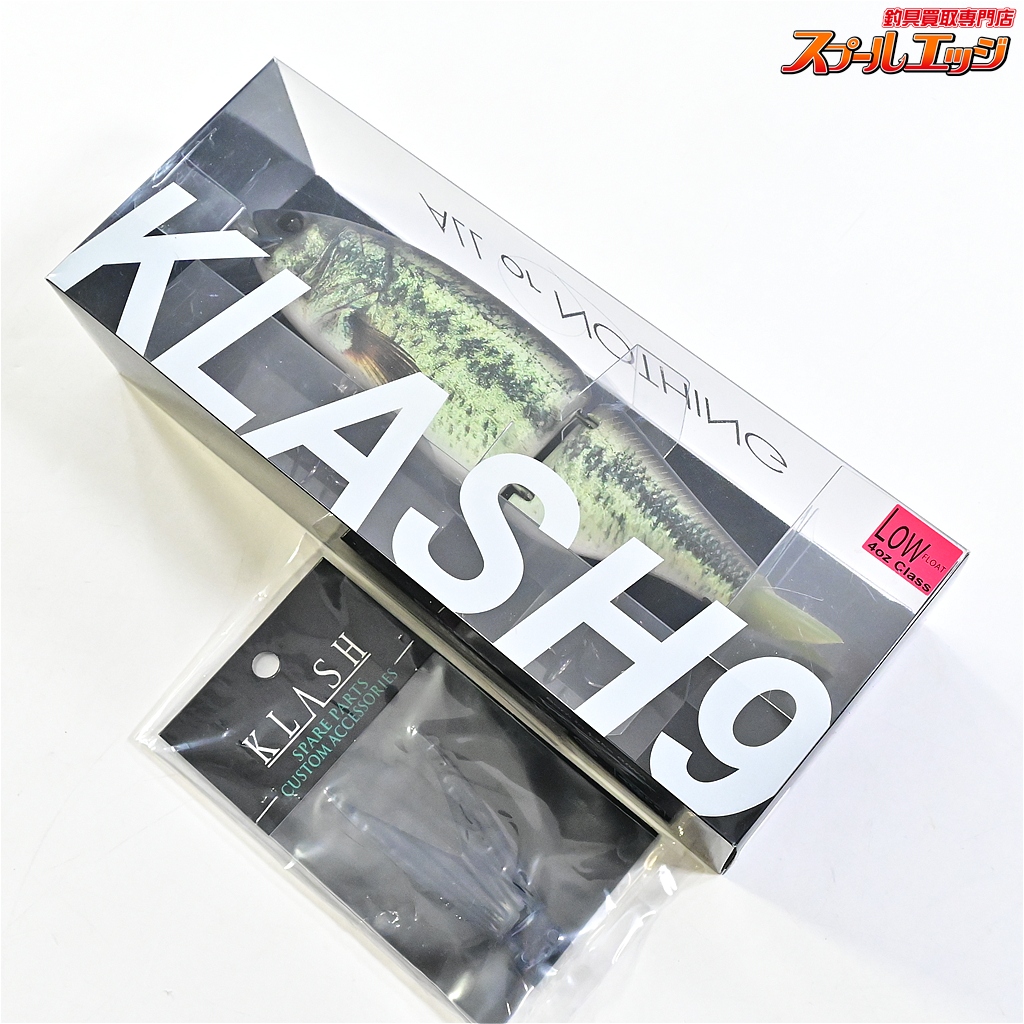 釣具買取専門店
スプールエッジ
ALL or NOTHING
KLASH9
LOW FLOAT
4oz Class
KLASH
SPARE PARTS
CUSTOM ACCESSORIES